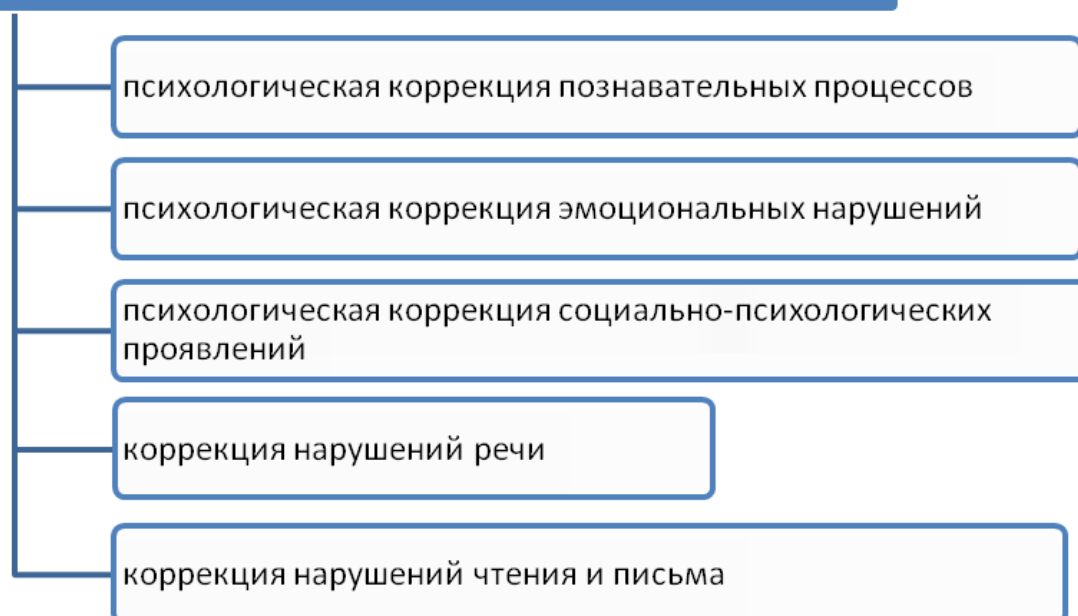 психологическая коррекция познавательных процессов
психологическая коррекция эмоциональных нарушений
психологическая коррекция социально-психологических
проявлений
коррекция нарушений речи
коррекция нарушений чтения и письма